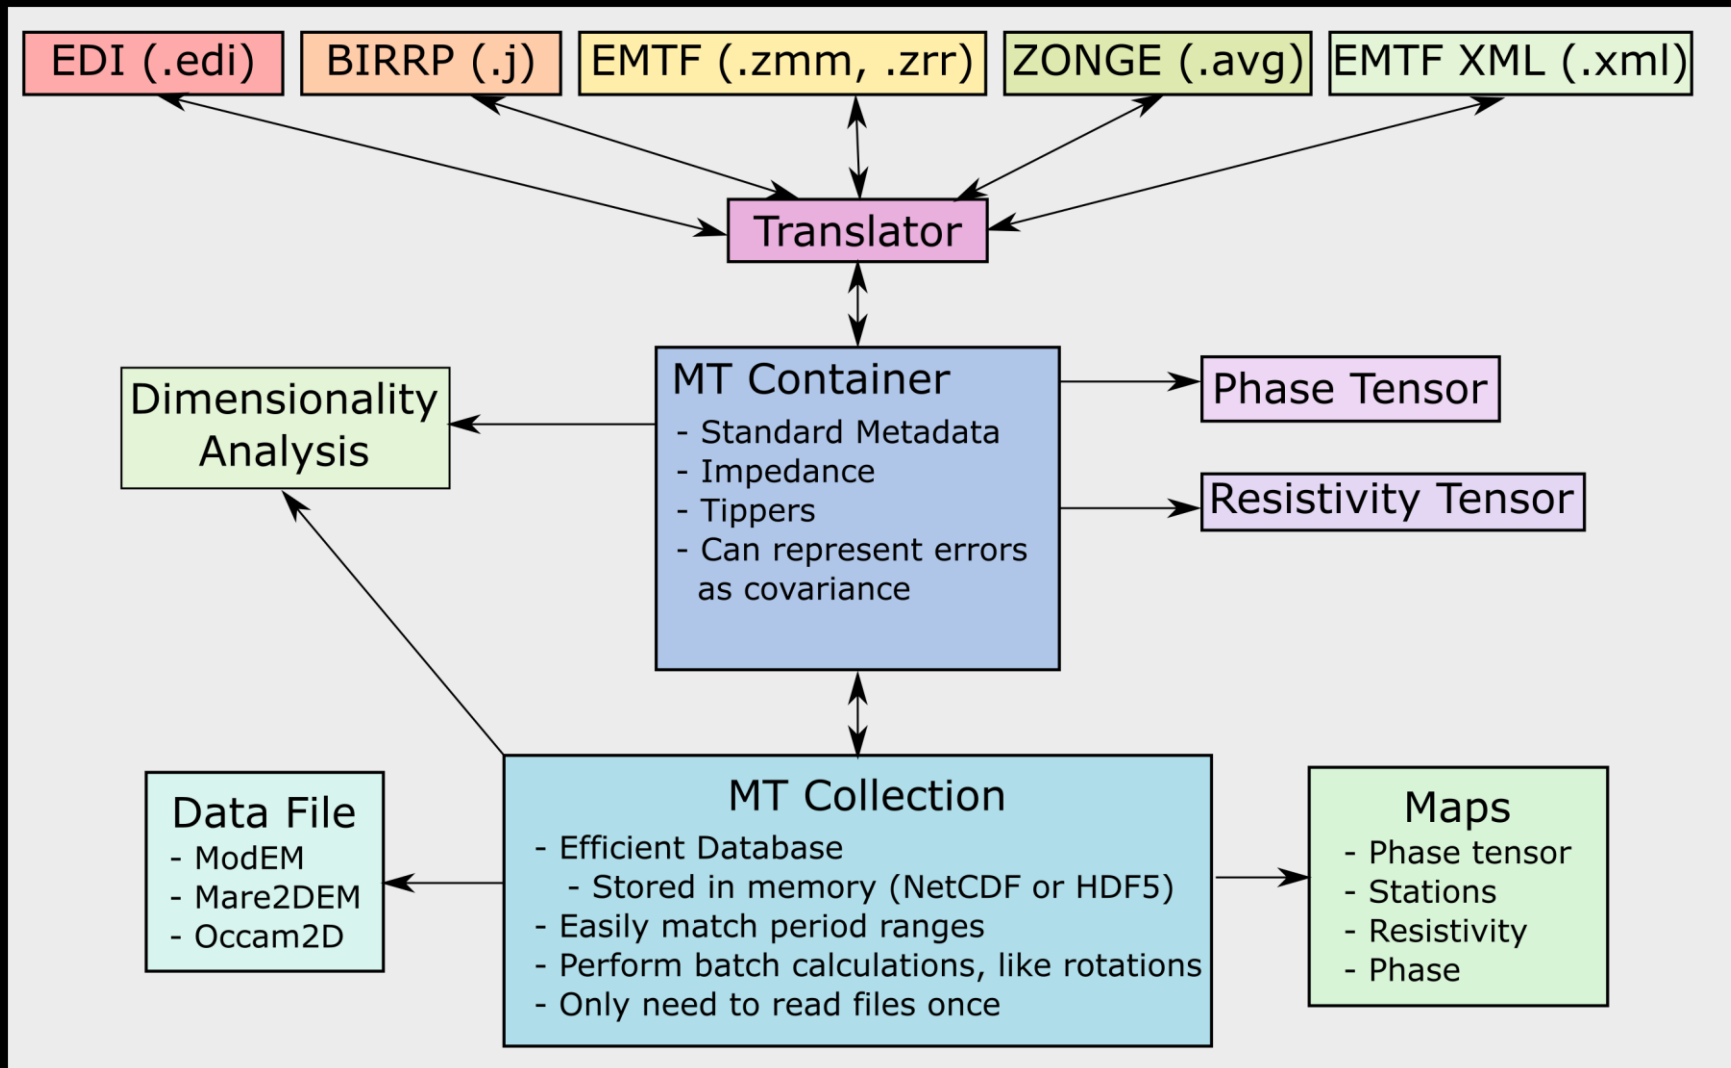 EDI (.edi)
BIRRP (.j)
EMTF (.zmm, .zrr)
ZONGE (.avg)
EMTF XML (.xml)
Translator
MT Container
- Standard Metadata
- Impedance
- Tippers
- Can represent errors
as covariance
Dimensionality
Analysis
Phase Tensor
Resistivity Tensor
Data File
- ModEM
- Mare2DEM
- Occam2D
MT Collection
- Efficient Database
- Stored in memory (NetCDF or HDF5)
- Easily match period ranges
- Perform batch calculations, like rotations
- Only need to read files once
Maps
- Phase tensor
- Stations
- Resistivity
- Phase